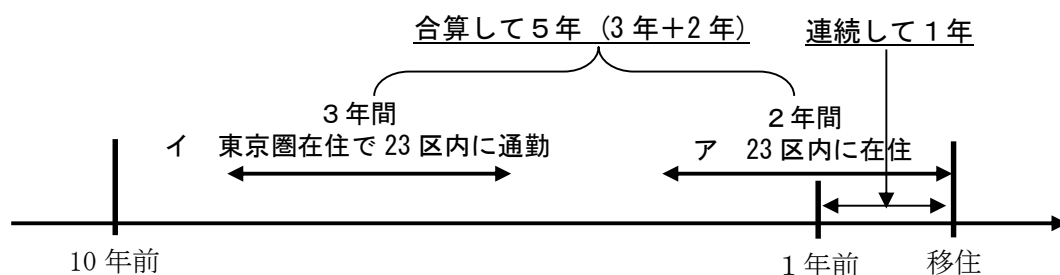 合算して５年（３年＋２年）
連続して１年
３年間
イ　東京圏在住で 23 区内に通勤
２年間
ア　23 区内に在住
10 年前
１年前
移住